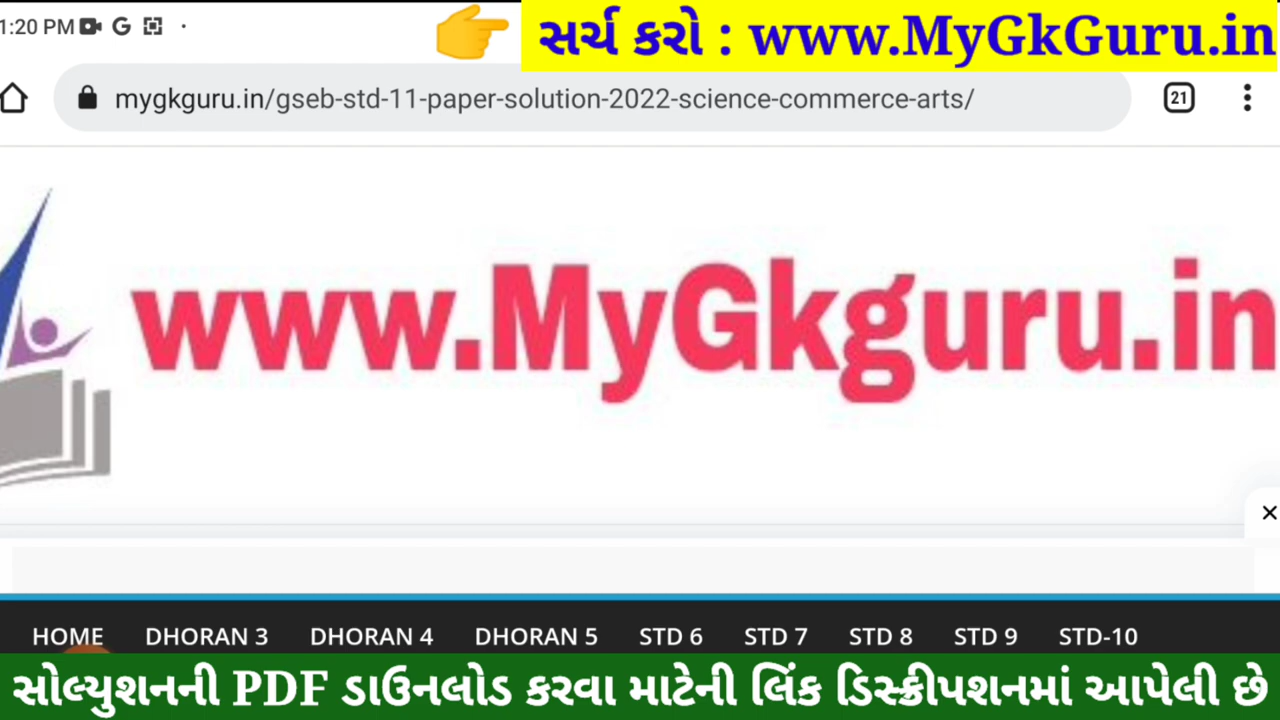 1:20 PM G
👉 સર્ચ કરો : www.MyGkGuru.in
mygkguru.in/gseb-std-11-paper-solution-2022-science-commerce-arts/ 21
www.MyGkguru.in
HOME DHORAN 3 DHORAN 4 DHORAN 5 STD 6 STD 7 STD 8 STD 9 STD-10
સોલ્યુશનની PDF ડાઉનલોડ કરવા માટેની લિંક ડિસ્ક્રીપશનમાં આપેલી છે